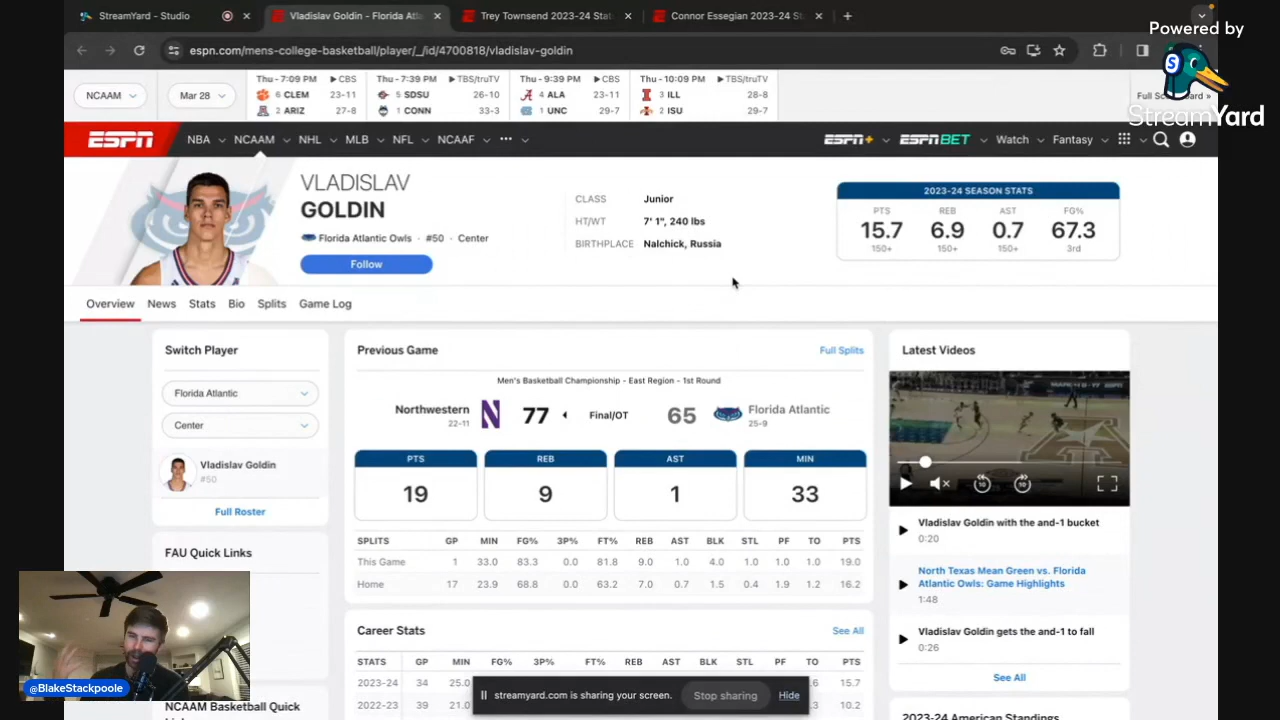 StreamYard - Studio
Vladislav Goldin - Florida Atl
Trey Townsend 2023-24 Stat
Connor Essegian 2023-24 St
Powered by
StreamYard
espn.com/mens-college-basketball/player/_/id/4700818/vladislav-goldin
NCAAM
Mar 28
Thu - 7:09 PM CBS
6 CLEM 23-11
2 ARIZ 27-8
Thu - 7:39 PM TBS/truTV
5 SDSU 26-10
1 CONN 33-3
Thu - 9:39 PM CBS
4 ALA 23-11
1 UNC 29-7
Thu - 10:09 PM TBS/truTV
3 ILL 28-8
2 ISU 29-7
Full Sc
ESPN NBA NCAAM NHL MLB NFL NCAAF ESPN+ ESPN BET Watch Fantasy
VLADISLAV
GOLDIN
Florida Atlantic Owls · #50 · Center
Follow
CLASS Junior
HT/WT 7' 1", 240 lbs
BIRTHPLACE Nalchick, Russia
2023-24 SEASON STATS
PTS REB AST FG%
15.7 6.9 0.7 67.3
150+ 150+ 150+ 3rd
Overview News Stats Bio Splits Game Log
Switch Player
Florida Atlantic
Center
Vladislav Goldin
#50
Full Roster
FAU Quick Links
NCAAM Basketball Quick
Previous Game Full Splits
Men's Basketball Championship - East Region - 1st Round
Northwestern 77 Final/OT 65 Florida Atlantic
22-11 25-9
PTS REB AST MIN
19 9 1 33
SPLITS GP MIN FG% 3P% FT% REB AST BLK STL PF TO PTS
This Game 1 33.0 83.3 0.0 81.8 9.0 1.0 4.0 1.0 1.0 1.0 19.0
Home 17 23.9 68.8 0.0 63.2 7.0 0.7 1.5 0.4 1.9 1.2 16.2
Career Stats See All
STATS GP MIN FG% 3P% FT% REB AST BLK STL PF TO PTS
2023-24 34 25.0 .6 15.7
2022-23 39 21.0 .3 10.2
Latest Videos
Vladislav Goldin with the and-1 bucket
0:20
North Texas Mean Green vs. Florida
Atlantic Owls: Game Highlights
1:48
Vladislav Goldin gets the and-1 to fall
0:26
See All
2023-24 American Standings
streamyard.com is sharing your screen. Stop sharing Hide
@BlakeStackpoole